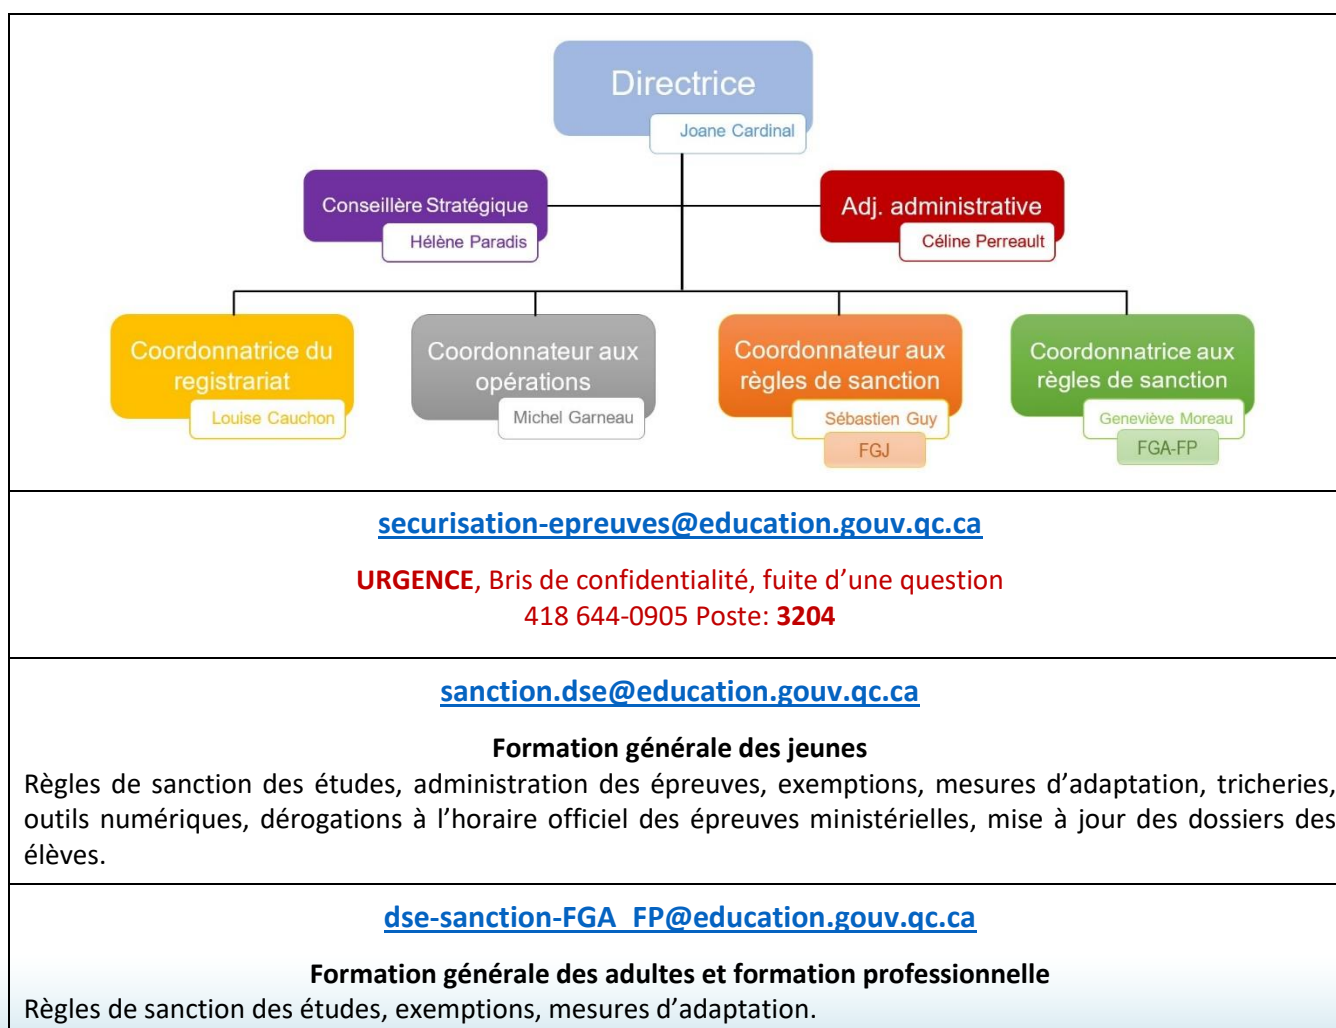 Directrice
Joane Cardinal
Conseillère Stratégique
Hélène Paradis
Adj. administrative
Céline Perreault
Coordonnatrice du
registrariat
Louise Cauchon
Coordonnateur aux
opérations
Michel Garneau
Coordonnateur aux
règles de sanction
Sébastien Guy
FGJ
Coordonnatrice aux
règles de sanction
Geneviève Moreau
FGA-FP
securisation-epreuves@education.gouv.qc.ca
URGENCE, Bris de confidentialité, fuite d’une question
418 644-0905 Poste: 3204
sanction.dse@education.gouv.qc.ca
Formation générale des jeunes
Règles de sanction des études, administration des épreuves, exemptions, mesures d’adaptation, tricheries,
outils numériques, dérogations à l’horaire officiel des épreuves ministérielles, mise à jour des dossiers des
élèves.
dse-sanction-FGA_FP@education.gouv.qc.ca
Formation générale des adultes et formation professionnelle
Règles de sanction des études, exemptions, mesures d’adaptation.